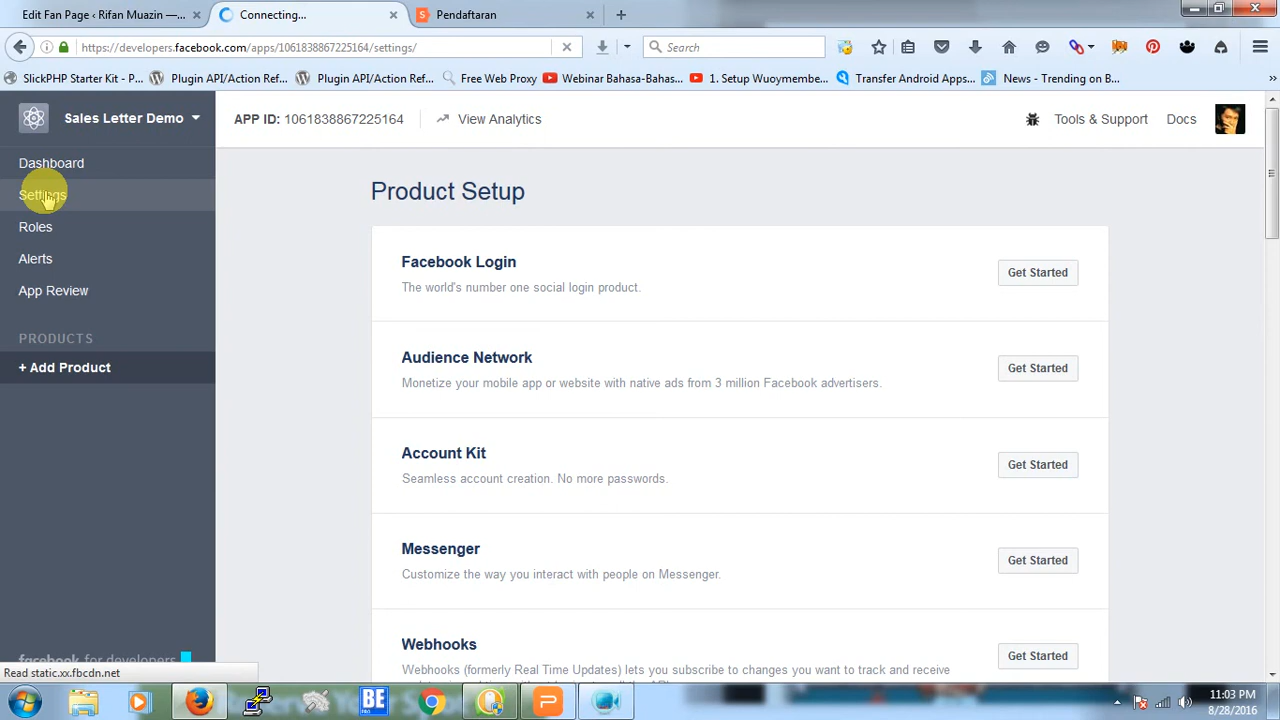 Edit Fan Page ‹ Rifan Muazin —...
Connecting...
Pendaftaran
https://developers.facebook.com/apps/1061838867225164/settings/
Search
SlickPHP Starter Kit - P...
Plugin API/Action Ref...
Plugin API/Action Ref...
Free Web Proxy
Webinar Bahasa-Bahas...
1. Setup Wuoymembe...
Transfer Android Apps...
News - Trending on B...
Sales Letter Demo
APP ID: 1061838867225164
View Analytics
Tools & Support
Docs
Dashboard
Settings
Roles
Alerts
App Review
PRODUCTS
+ Add Product
Product Setup
Facebook Login
The world's number one social login product.
Get Started
Audience Network
Monetize your mobile app or website with native ads from 3 million Facebook advertisers.
Get Started
Account Kit
Seamless account creation. No more passwords.
Get Started
Messenger
Customize the way you interact with people on Messenger.
Get Started
Webhooks
Webhooks (formerly Real Time Updates) lets you subscribe to changes you want to track and receive
Get Started
facebook for developers
Read static.xx.fbcdn.net
BE
11:03 PM
8/28/2016